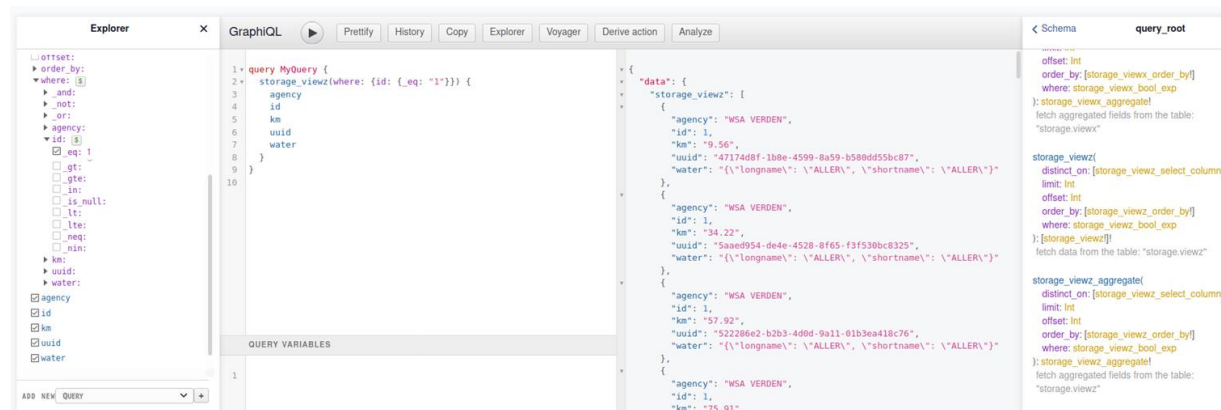 Explorer
offset:
order_by:
where: $
_and:
_not:
_or:
agency:
id: $
_eq: 1
_gt:
_gte:
_in:
_is_null:
_lt:
_lte:
_neq:
_nin:
km:
uuid:
water:
agency
id
km
uuid
water
ADD NEW QUERY +
GraphiQL Prettify History Copy Explorer Voyager Derive action Analyze
1 query MyQuery {
2 storage_viewz(where: {id: {_eq: "1"}}) {
3 agency
4 id
5 km
6 uuid
7 water
8 }
9 }
10
QUERY VARIABLES
1
{
"data": {
"storage_viewz": [
{
"agency": "WSA VERDEN",
"id": 1,
"km": "9.56",
"uuid": "47174d8f-1b8e-4599-8a59-b580dd55bc87",
"water": "{\"longname\": \"ALLER\", \"shortname\": \"ALLER\"}"
},
{
"agency": "WSA VERDEN",
"id": 1,
"km": "34.22",
"uuid": "5aaed954-de4e-4528-8f65-f3f530bc8325",
"water": "{\"longname\": \"ALLER\", \"shortname\": \"ALLER\"}"
},
{
"agency": "WSA VERDEN",
"id": 1,
"km": "57.92",
"uuid": "522286e2-b2b3-4d0d-9a11-01b3ea418c76",
"water": "{\"longname\": \"ALLER\", \"shortname\": \"ALLER\"}"
},
{
"agency": "WSA VERDEN",
"id": 1,
"km": "75.91"
Schema query_root
limit: Int
offset: Int
order_by: [storage_viewx_order_by!]
where: storage_viewx_bool_exp
): storage_viewx_aggregate!
fetch aggregated fields from the table:
"storage.viewx"
storage_viewz(
distinct_on: [storage_viewz_select_column
limit: Int
offset: Int
order_by: [storage_viewz_order_by!]
where: storage_viewz_bool_exp
): [storage_viewz!]!
fetch data from the table: "storage.viewz"
storage_viewz_aggregate(
distinct_on: [storage_viewz_select_column
limit: Int
offset: Int
order_by: [storage_viewz_order_by!]
where: storage_viewz_bool_exp
): storage_viewz_aggregate!
fetch aggregated fields from the table:
"storage.viewz"